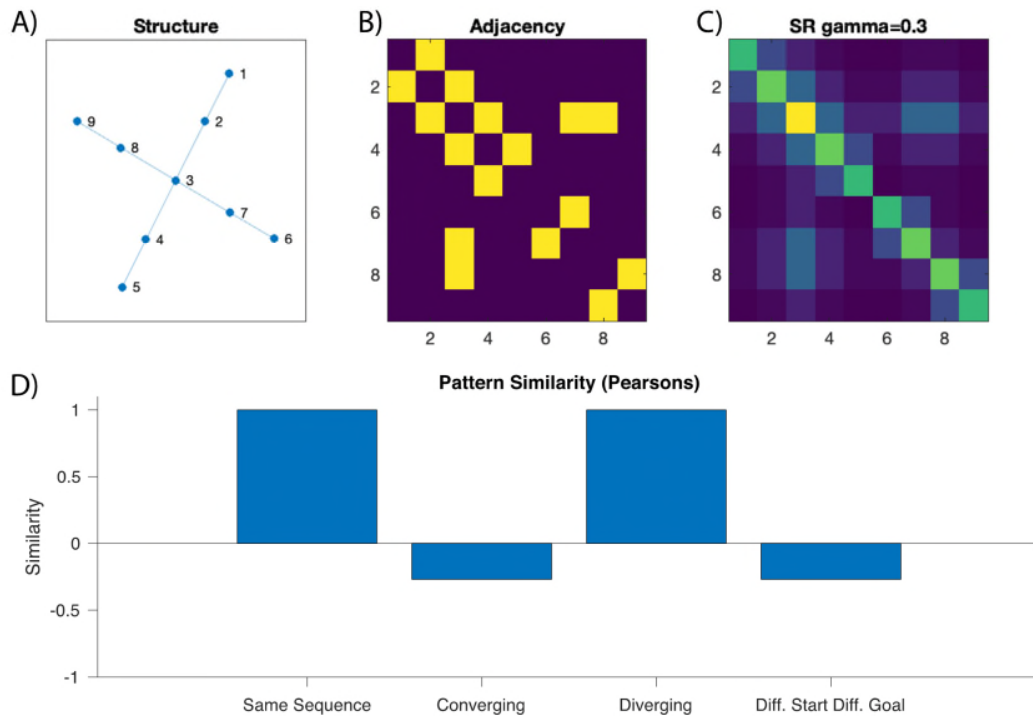 A)
Structure
1
2
9
8
3
7
6
4
5
B)
Adjacency
2
4
6
8
2 4 6 8
C)
SR gamma=0.3
2
4
6
8
2 4 6 8
D)
Pattern Similarity (Pearsons)
Similarity
1
0.5
0
-0.5
-1
Same Sequence Converging Diverging Diff. Start Diff. Goal